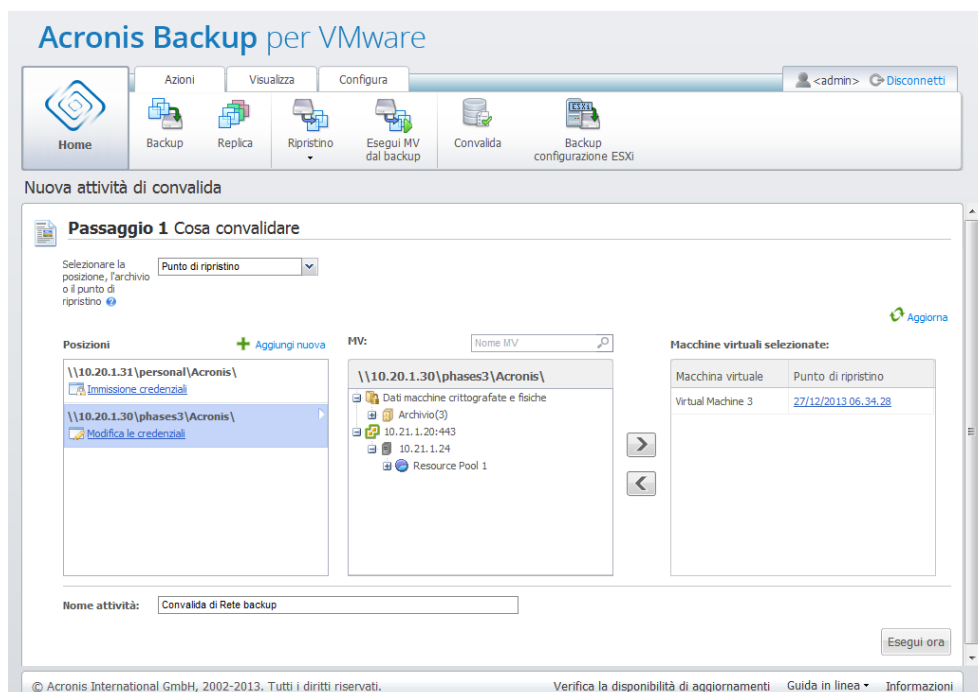 Acronis Backup per VMware
Azioni
Visualizza
Configura
<admin>
Disconnetti
Home
Backup
Replica
Ripristino
Esegui MV
dal backup
Convalida
ESXi
Backup
configurazione ESXi
Nuova attività di convalida
Passaggio 1 Cosa convalidare
Selezionare la
posizione, l'archivio
o il punto di
ripristino
Punto di ripristino
Aggiorna
Posizioni
Aggiungi nuova
MV:
Nome MV
Macchine virtuali selezionate:
\\10.20.1.31\personal\Acronis\
Immissione credenziali
\\10.20.1.30\phases3\Acronis\
Modifica le credenziali
\\10.20.1.30\phases3\Acronis\
Dati macchine crittografate e fisiche
Archivio(3)
10.21.1.20:443
10.21.1.24
Resource Pool 1
Macchina virtuale
Punto di ripristino
Virtual Machine 3
27/12/2013 06.34.28
Nome attività:
Convalida di Rete backup
Esegui ora
© Acronis International GmbH, 2002-2013. Tutti i diritti riservati.
Verifica la disponibilità di aggiornamenti
Guida in linea
Informazioni